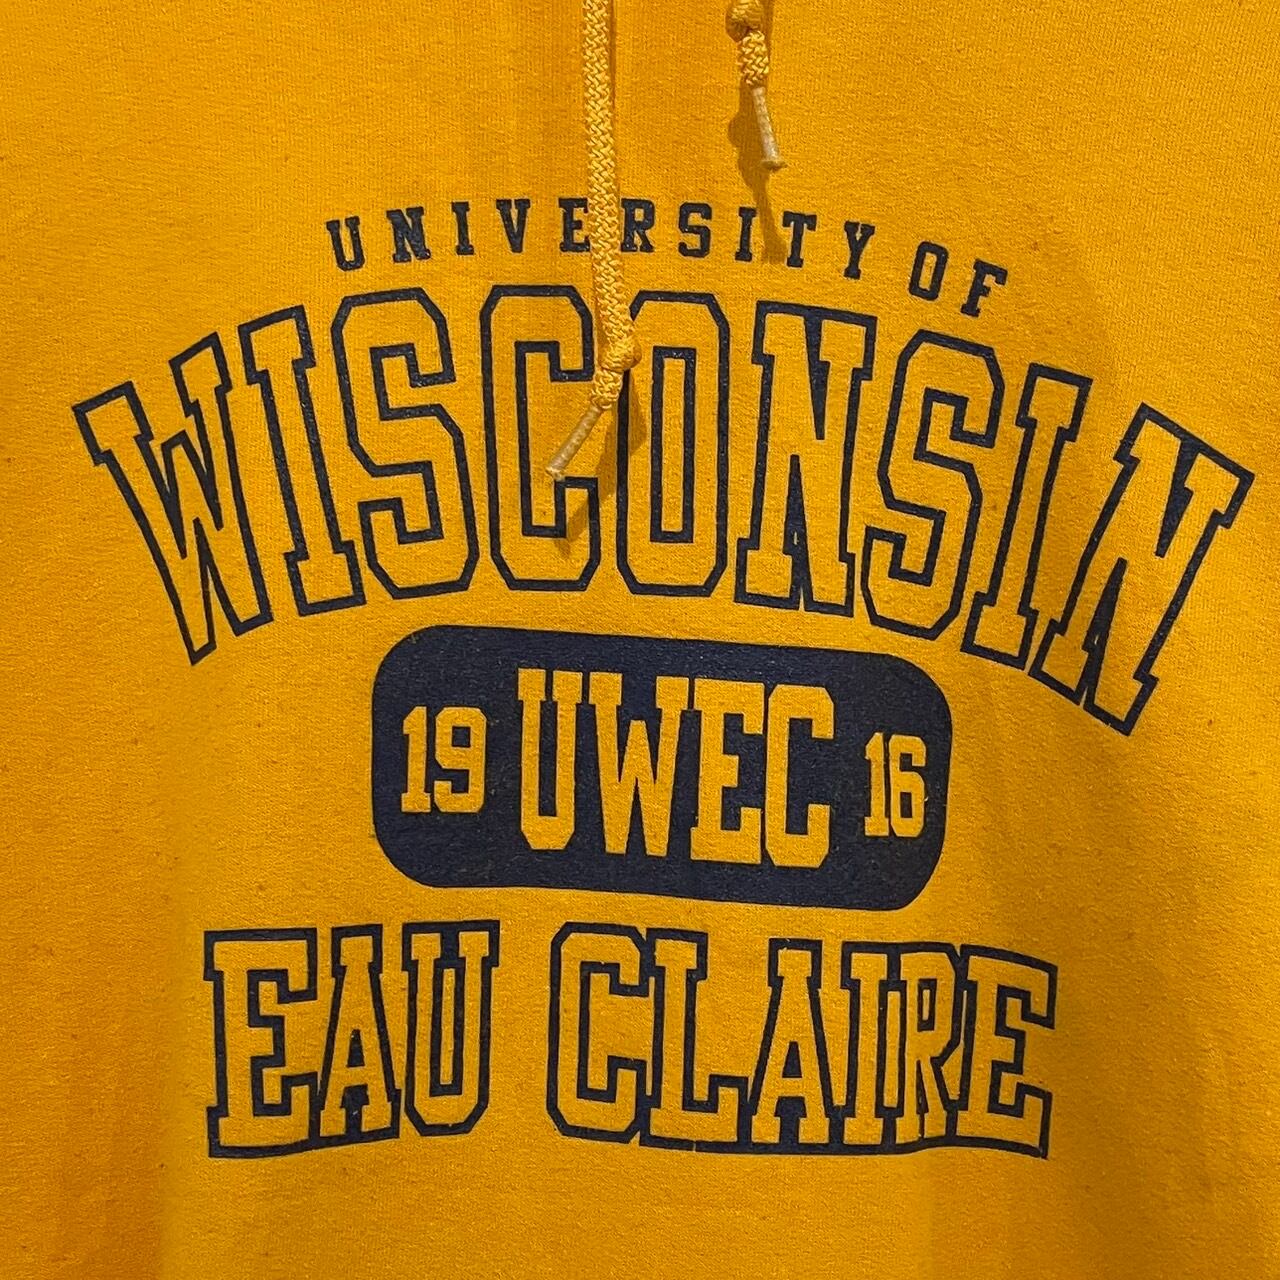 UNIVERSITY OF
WISCONSIN
19 UWEC 16
EAU CLAIRE